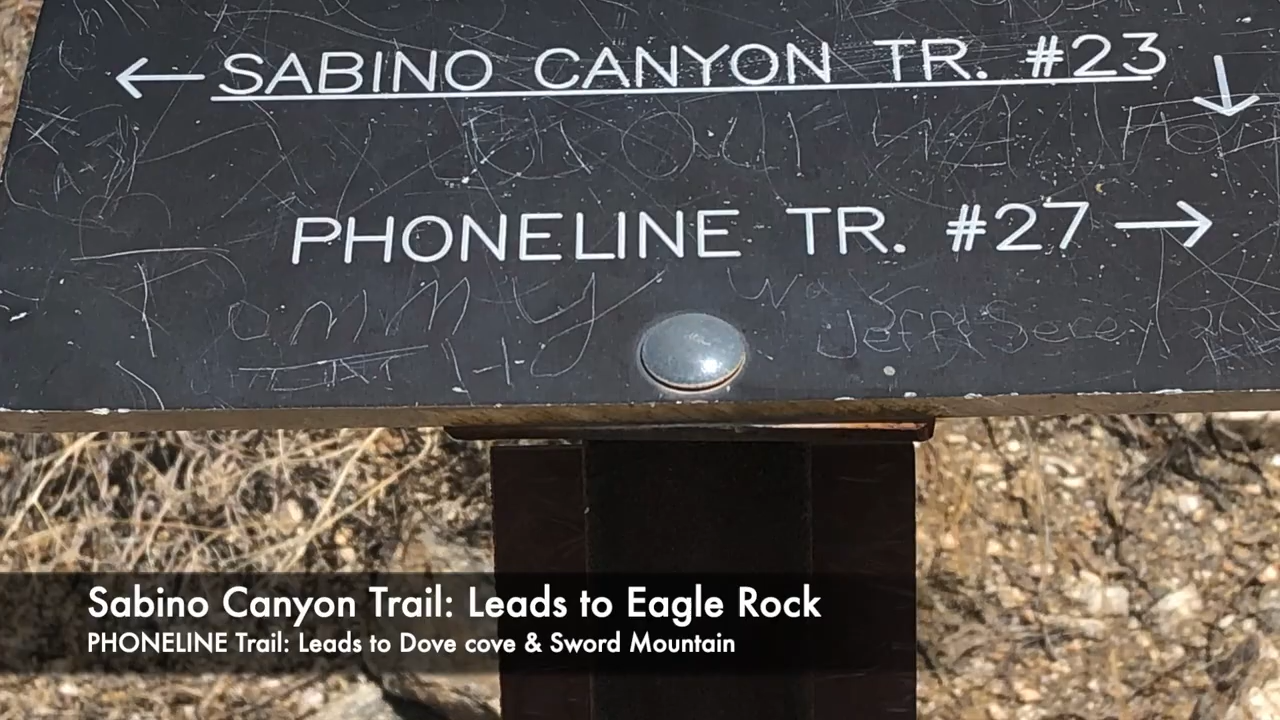 ← SABINO CANYON TR. #23 ↓
PHONELINE TR. #27 →
TOMMY
Jeff
Sabino Canyon Trail: Leads to Eagle Rock
PHONELINE Trail: Leads to Dove cove & Sword Mountain